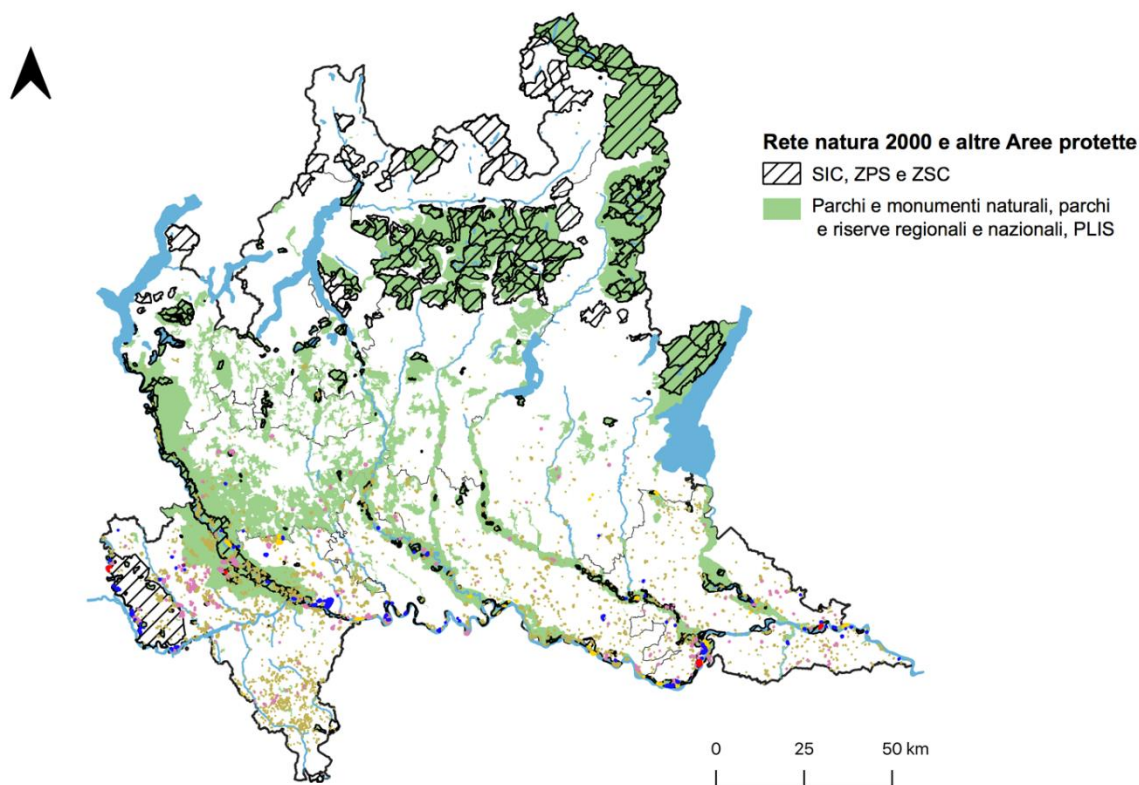 Rete natura 2000 e altre Aree protette
SIC, ZPS e ZSC
Parchi e monumenti naturali, parchi
e riserve regionali e nazionali, PLIS
0 25 50 km